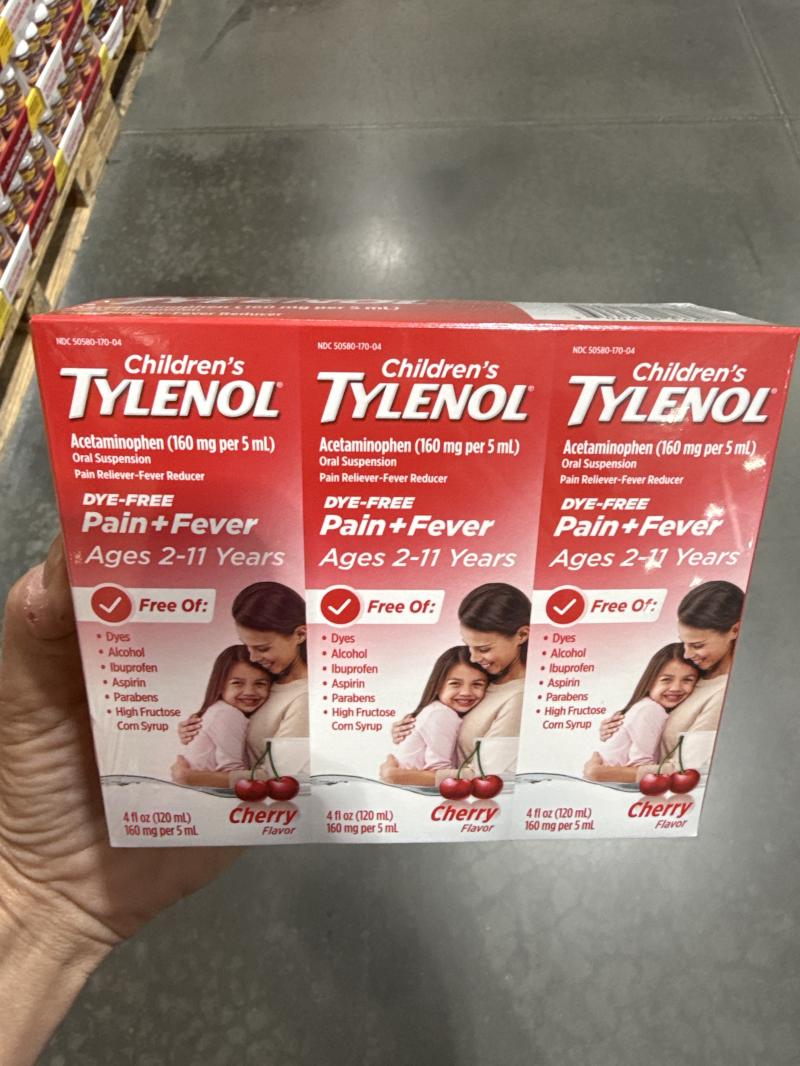 TYLENOL
(160 mg per 5 mL)
Reducer
NDC 50580-170-04
Children's
TYLENOL®
Acetaminophen (160 mg per 5 mL)
Oral Suspension
Pain Reliever-Fever Reducer
DYE-FREE
Pain+Fever
Ages 2-11 Years
Free Of:
• Dyes
• Alcohol
• Ibuprofen
• Aspirin
• Parabens
• High Fructose
Corn Syrup
4 fl oz (120 mL)
160 mg per 5 mL
Cherry
Flavor
NDC 50580-170-04
Children's
TYLENOL®
Acetaminophen (160 mg per 5 mL)
Oral Suspension
Pain Reliever-Fever Reducer
DYE-FREE
Pain+Fever
Ages 2-11 Years
Free Of:
• Dyes
• Alcohol
• Ibuprofen
• Aspirin
• Parabens
• High Fructose
Corn Syrup
4 fl oz (120 mL)
160 mg per 5 mL
Cherry
Flavor
NDC 50580-170-04
Children's
TYLENOL®
Acetaminophen (160 mg per 5 mL)
Oral Suspension
Pain Reliever-Fever Reducer
DYE-FREE
Pain+Fever
Ages 2-11 Years
Free Of:
• Dyes
• Alcohol
• Ibuprofen
• Aspirin
• Parabens
• High Fructose
Corn Syrup
4 fl oz (120 mL)
160 mg per 5 mL
Cherry
Flavor